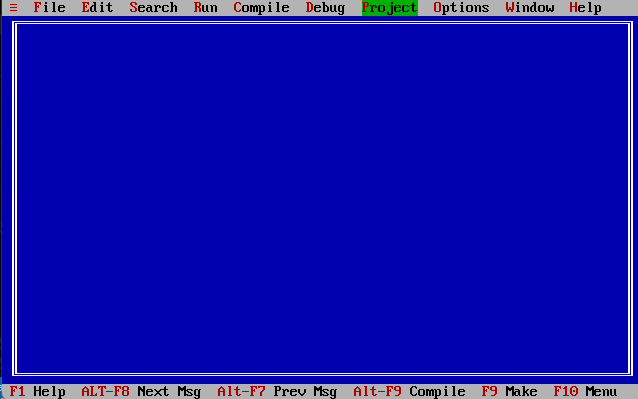 ≡ File Edit Search Run Compile Debug Project Options Window Help
F1 Help ALT-F8 Next Msg Alt-F7 Prev Msg Alt-F9 Compile F9 Make F10 Menu